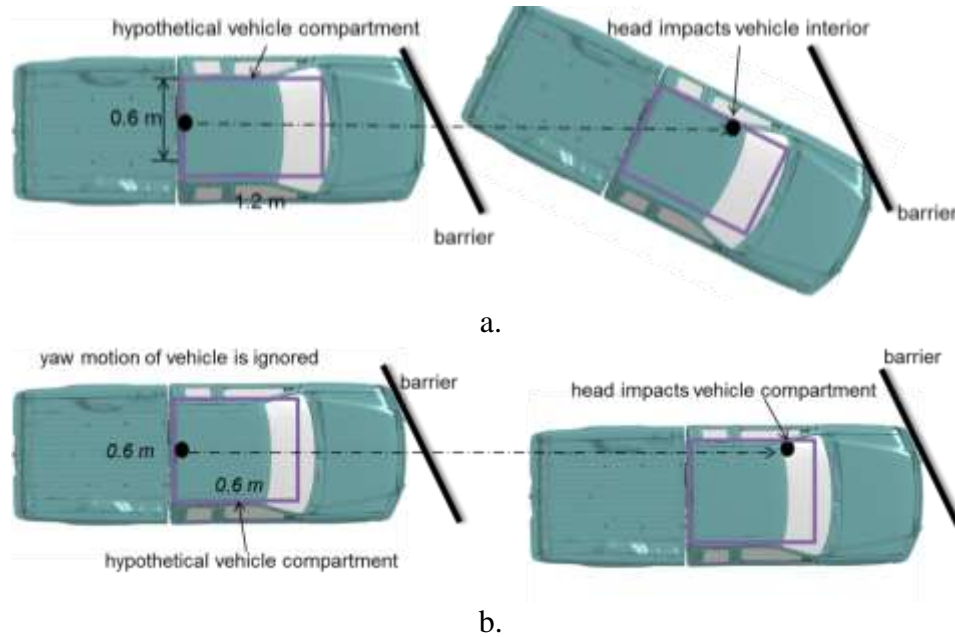 hypothetical vehicle compartment
head impacts vehicle interior
0.6 m
1.2 m
barrier
barrier
a.
yaw motion of vehicle is ignored
barrier
barrier
head impacts vehicle compartment
0.6 m
0.6 m
hypothetical vehicle compartment
b.